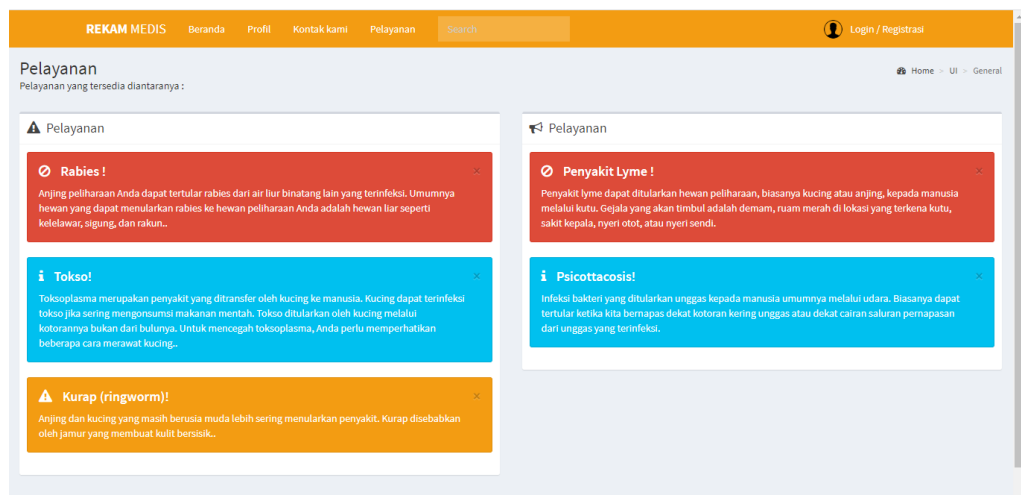 REKAM MEDIS Beranda Profil Kontak kami Pelayanan Search Login / Registrasi
Pelayanan
Pelayanan yang tersedia diantaranya :
Home > UI > General
Pelayanan
Rabies !
×
Anjing peliharaan Anda dapat tertular rabies dari air liur binatang lain yang terinfeksi. Umumnya
hewan yang dapat menularkan rabies ke hewan peliharaan Anda adalah hewan liar seperti
kelelawar, sigung, dan rakun..
Tokso!
×
Toksoplasma merupakan penyakit yang ditransfer oleh kucing ke manusia. Kucing dapat terinfeksi
tokso jika sering mengonsumsi makanan mentah. Tokso ditularkan oleh kucing melalui
kotorannya bukan dari bulunya. Untuk mencegah toksoplasma, Anda perlu memperhatikan
beberapa cara merawat kucing..
Kurap (ringworm)!
×
Anjing dan kucing yang masih berusia muda lebih sering menularkan penyakit. Kurap disebabkan
oleh jamur yang membuat kulit bersisik..
Pelayanan
Penyakit Lyme !
×
Penyakit lyme dapat ditularkan hewan peliharaan, biasanya kucing atau anjing, kepada manusia
melalui kutu. Gejala yang akan timbul adalah demam, ruam merah di lokasi yang terkena kutu,
sakit kepala, nyeri otot, atau nyeri sendi.
Psicottacosis!
×
Infeksi bakteri yang ditularkan unggas kepada manusia umumnya melalui udara. Biasanya dapat
tertular ketika kita bernapas dekat kotoran kering unggas atau dekat cairan saluran pernapasan
dari unggas yang terinfeksi.